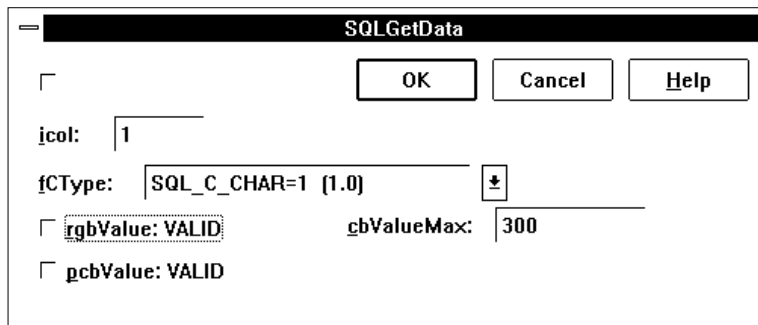 SQLGetData
OK Cancel Help
icol: 1
fCType: SQL_C_CHAR=1 (1.0)
rgbValue: VALID cbValueMax: 300
pcbValue: VALID